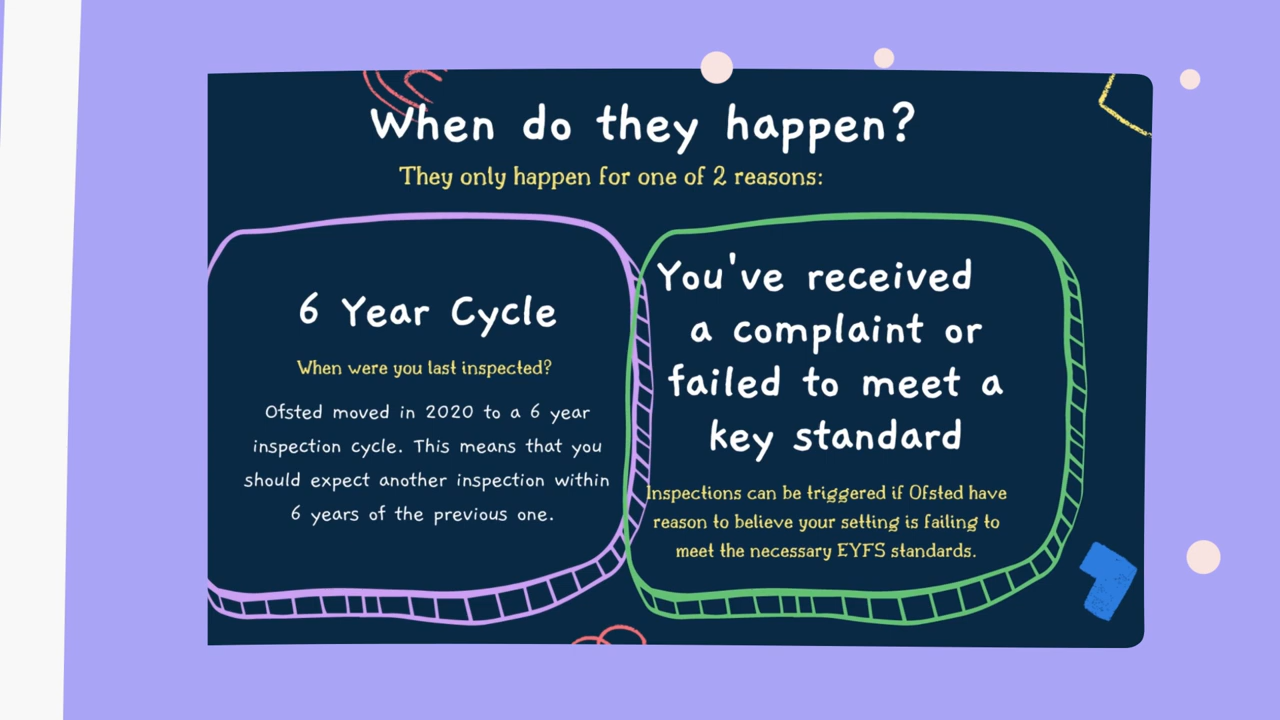 When do they happen?
They only happen for one of 2 reasons:
6 Year Cycle
When were you last inspected?
Ofsted moved in 2020 to a 6 year
inspection cycle. This means that you
should expect another inspection within
6 years of the previous one.
You've received
a complaint or
failed to meet a
key standard
Inspections can be triggered if Ofsted have
reason to believe your setting is failing to
meet the necessary EYFS standards.